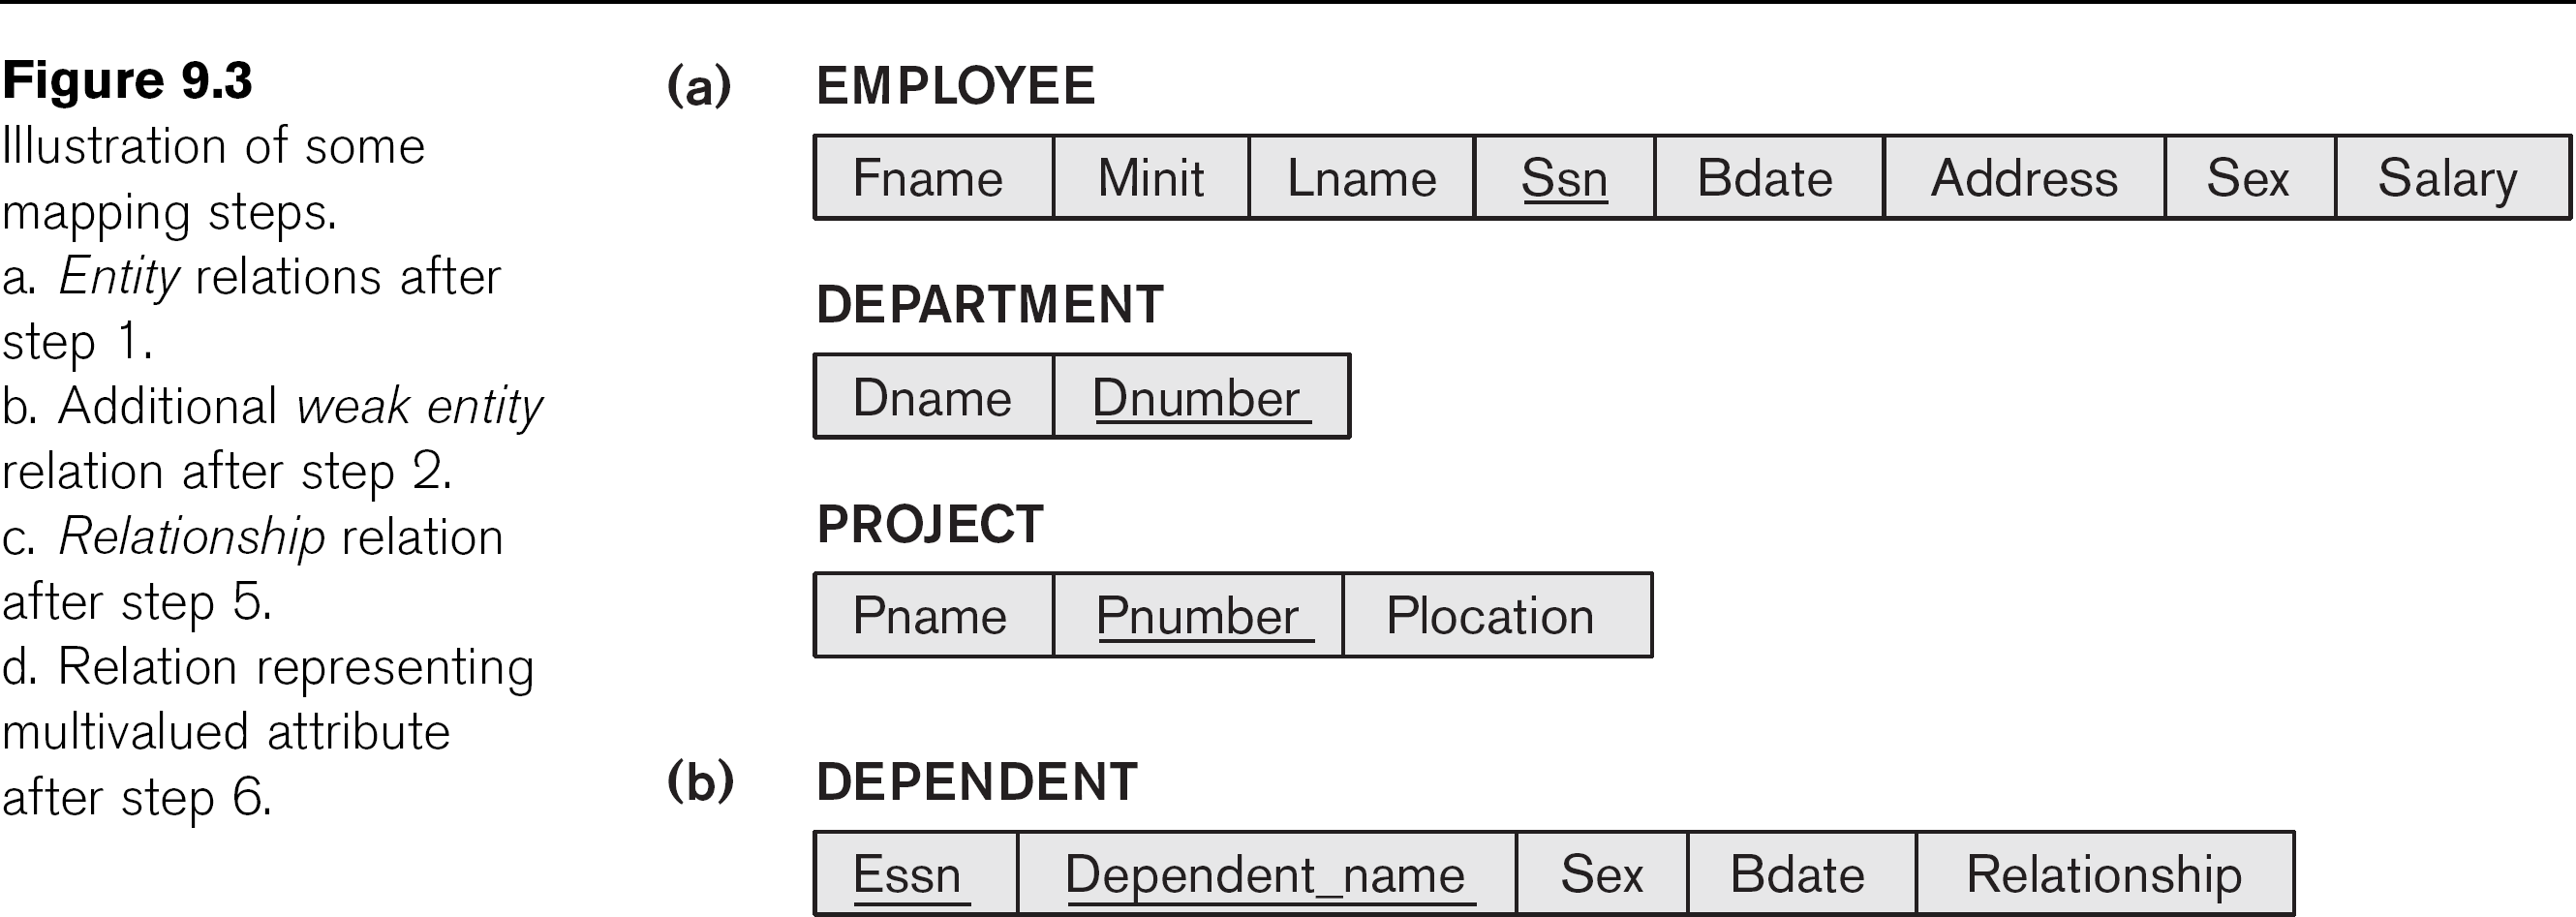 Figure 9.3
Illustration of some
mapping steps.
a. Entity relations after
step 1.
b. Additional weak entity
relation after step 2.
c. Relationship relation
after step 5.
d. Relation representing
multivalued attribute
after step 6.
(a) EMPLOYEE
Fname Minit Lname Ssn Bdate Address Sex Salary
DEPARTMENT
Dname Dnumber
PROJECT
Pname Pnumber Plocation
(b) DEPENDENT
Essn Dependent_name Sex Bdate Relationship